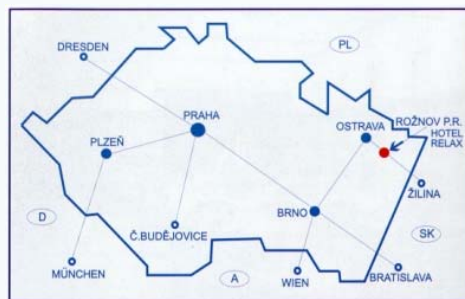 DRESDEN
PL
PRAHA
OSTRAVA
ROŽNOV P.R.
HOTEL
RELAX
PLZEŇ
ŽILINA
D
BRNO
Č.BUDĚJOVICE
SK
MÜNCHEN
A
WIEN
BRATISLAVA